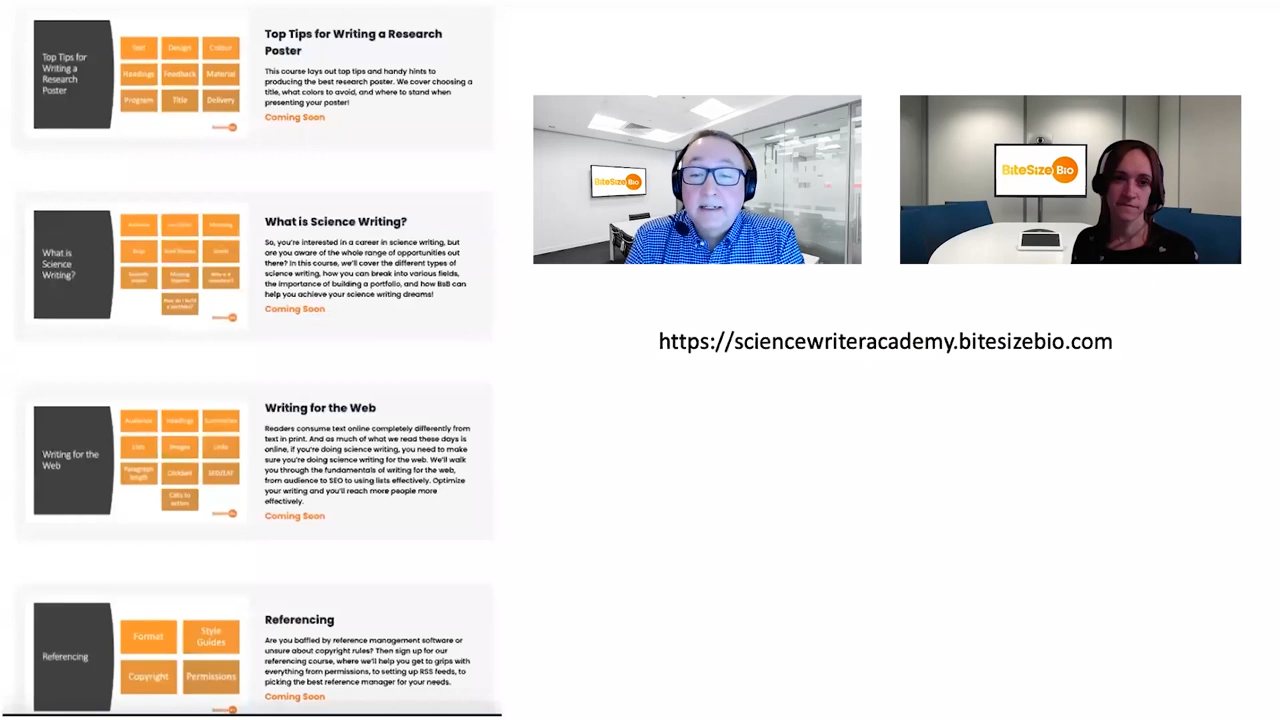 Top Tips for
Writing a
Research
Poster
Design
Colour
Headings
Feedback
Material
Program
Title
Delivery
Top Tips for Writing a Research
Poster
This course lays out top tips and handy hints to
producing the best research poster. We cover choosing a
title, what colors to avoid, and where to stand when
presenting your poster!
Coming Soon
What is
Science
Writing?
What is Science Writing?
So, you're interested in a career in science writing, but
are you aware of the whole range of opportunities out
there? In this course, we'll cover the different types of
science writing, how you can break into various fields,
the importance of building a portfolio, and how BsB can
help you achieve your science writing dreams!
Coming Soon
Writing for the
Web
Audience
Headings
Lists
Images
Links
Paragraph
length
Clickbait
SEO/EAT
Calls to
action
Writing for the Web
Readers consume text online completely differently from
text in print. And as much of what we read these days is
online, if you're doing science writing, you need to make
sure you're doing science writing for the web. We'll walk
you through the fundamentals of writing for the web,
from audience to SEO to using lists effectively. Optimize
your writing and you'll reach more people more
effectively.
Coming Soon
Referencing
Format
Style
Guides
Copyright
Permissions
Referencing
Are you baffled by reference management software or
unsure about copyright rules? Then sign up for our
referencing course, where we'll help you get to grips with
everything from permissions, to setting up RSS feeds, to
picking the best reference manager for your needs.
Coming Soon
BiteSize Bio
BiteSize Bio
https://sciencewriteracademy.bitesizebio.com